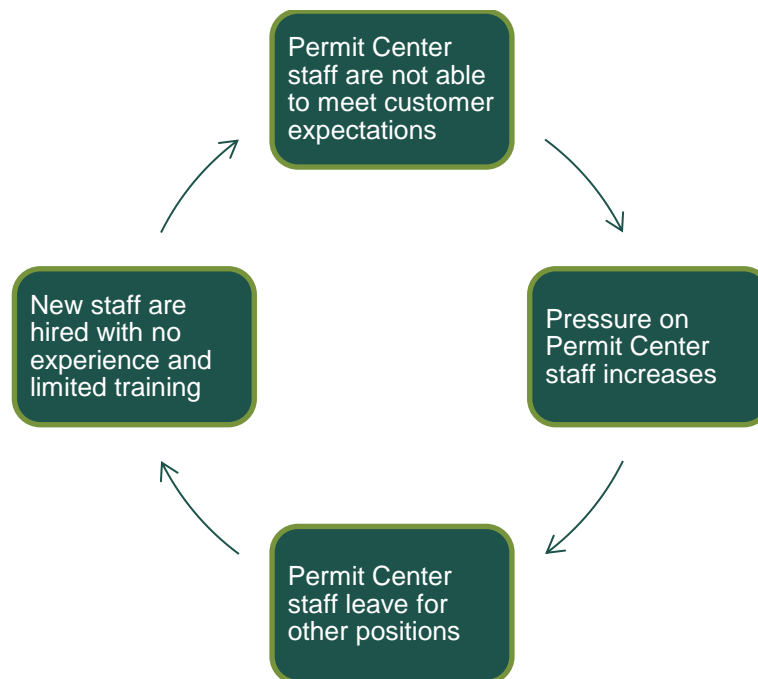 Permit Center
staff are not able
to meet customer
expectations
Pressure on
Permit Center
staff increases
Permit Center
staff leave for
other positions
New staff are
hired with no
experience and
limited training